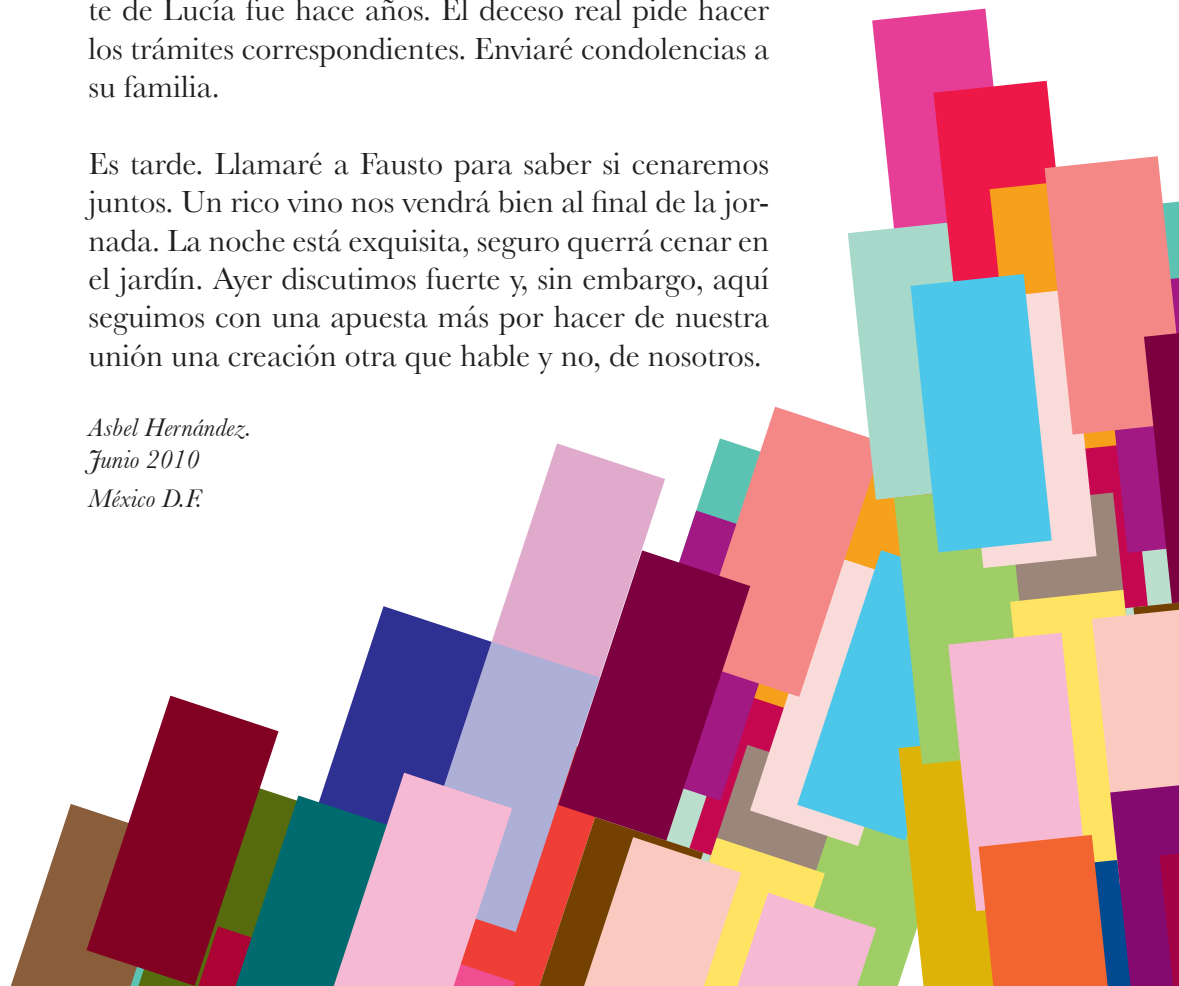 te de Lucía fue hace años. El deceso real pide hacer
los trámites correspondientes. Enviaré condolencias a
su familia.
Es tarde. Llamaré a Fausto para saber si cenaremos
juntos. Un rico vino nos vendrá bien al final de la jor-
nada. La noche está exquisita, seguro querrá cenar en
el jardín. Ayer discutimos fuerte y, sin embargo, aquí
seguimos con una apuesta más por hacer de nuestra
unión una creación otra que hable y no, de nosotros.
Asbel Hernández.
Junio 2010
México D.F.